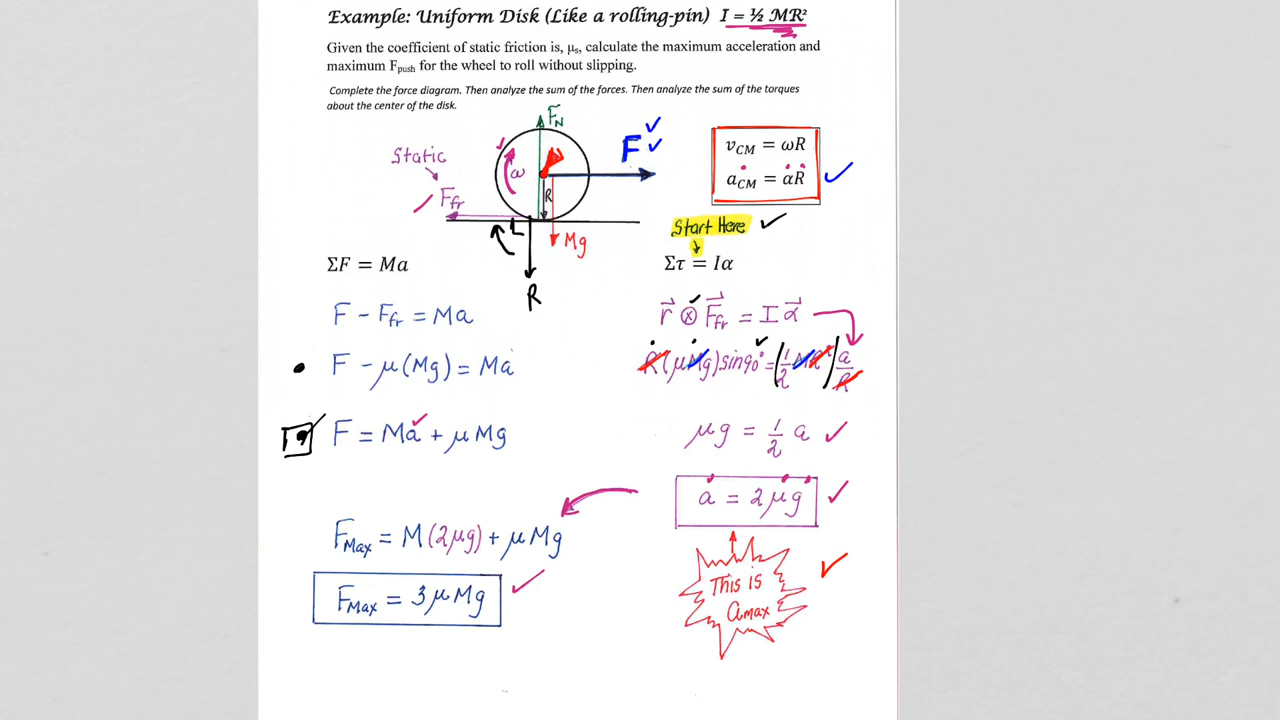 Example: Uniform Disk (Like a rolling-pin) I = ½ MR²
Given the coefficient of static friction is, μs, calculate the maximum acceleration and
maximum Fpush for the wheel to roll without slipping.
Complete the force diagram. Then analyze the sum of the forces. Then analyze the sum of the torques
about the center of the disk.
FN
F
Static
Ffr
ω
R
Mg
R
vCM = ωR
aCM = αR
Start Here
ΣF = Ma
Στ = Iα
F - Ffr = Ma
r ⊗ Ffr = Iα
F - μ(Mg) = Ma
R(μMg)sin90° = (1/2 MR²) a/R
F = Ma + μMg
μg = 1/2 a
a = 2μg
FMax = M(2μg) + μMg
This is
amax
FMax = 3μMg